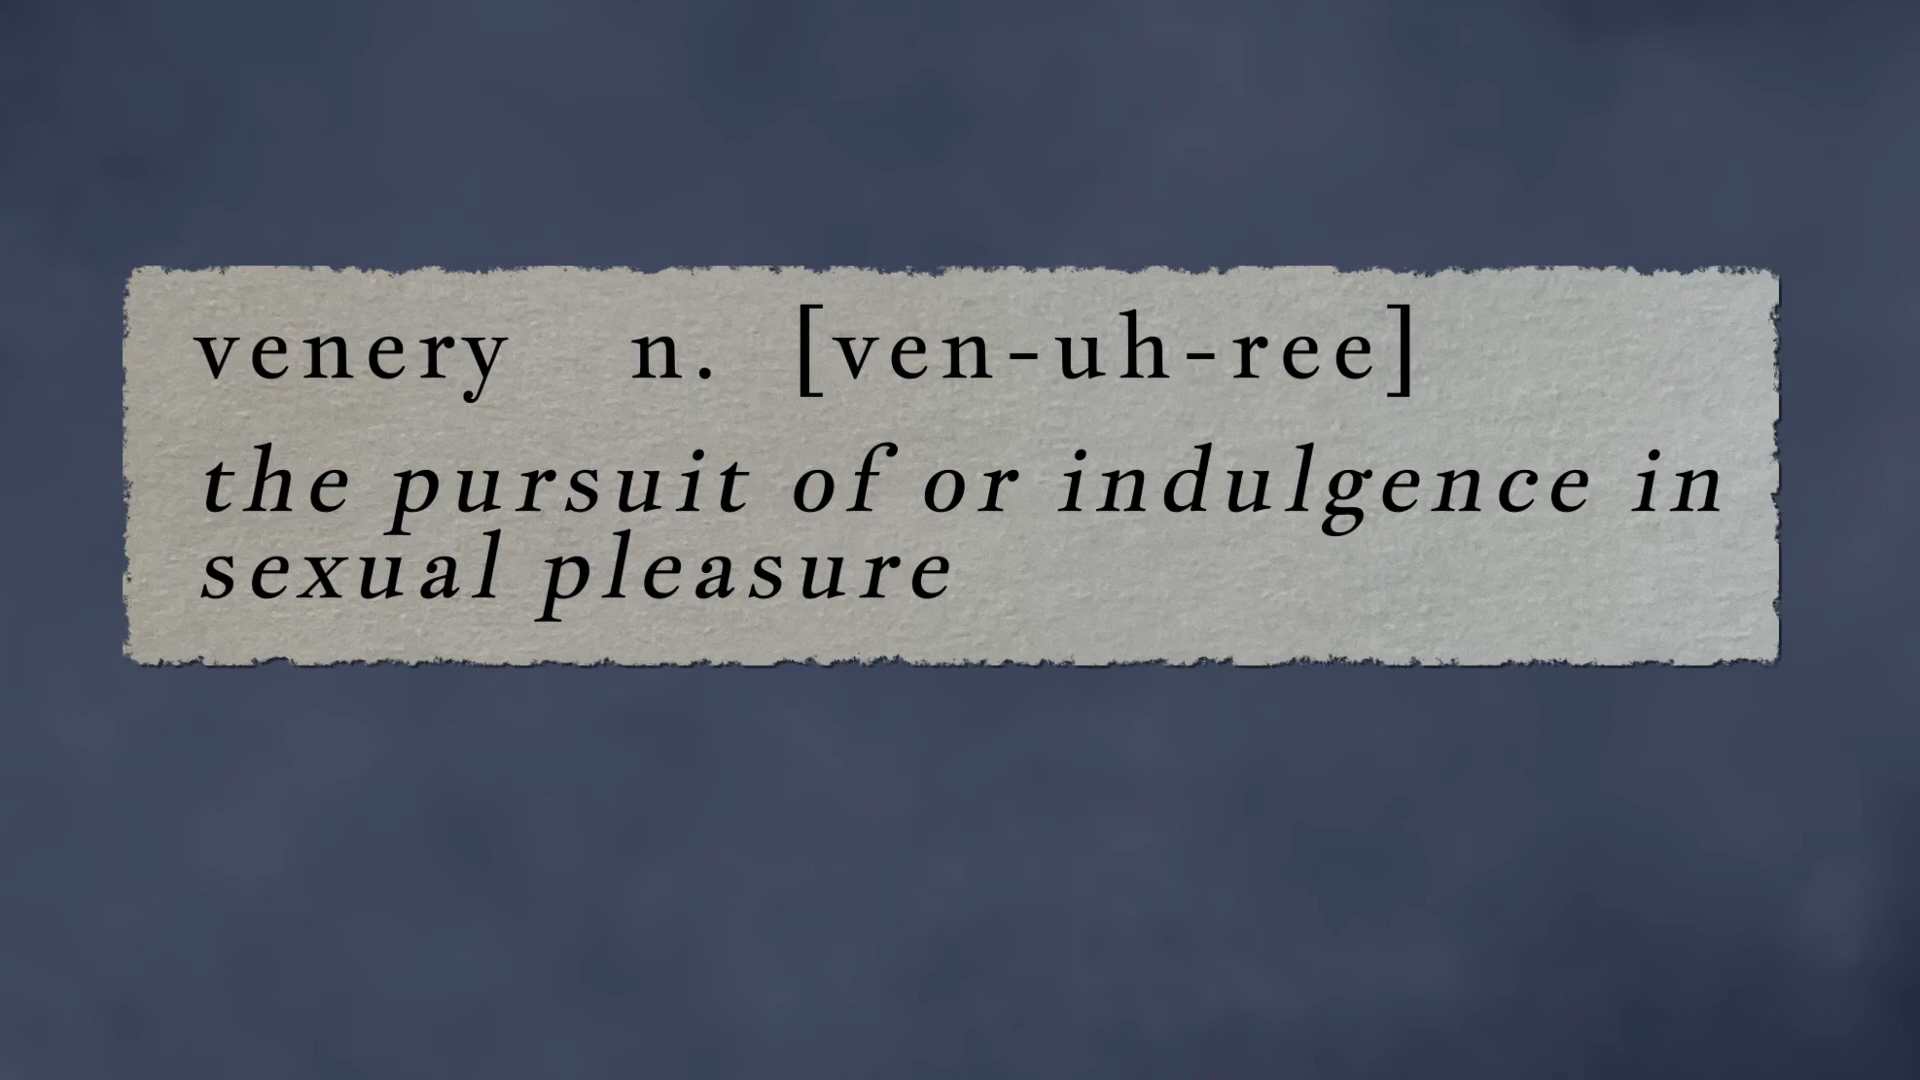 venery n. [ven-uh-ree]
the pursuit of or indulgence in
sexual pleasure